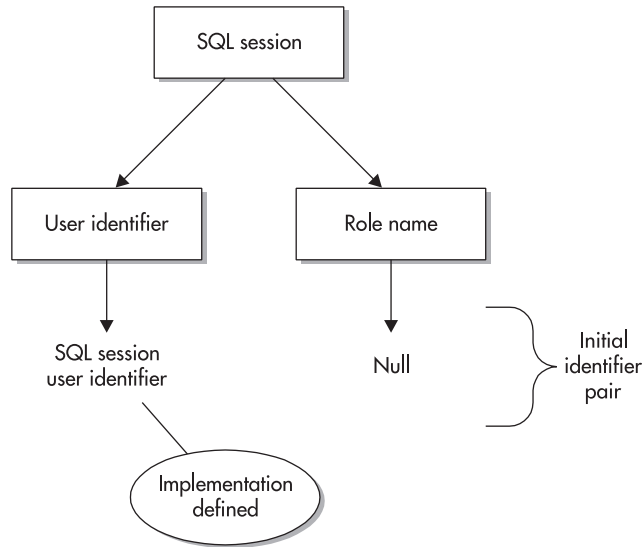 SQL session
User identifier
Role name
SQL session
user identifier
Null
Initial
identifier
pair
Implementation
defined